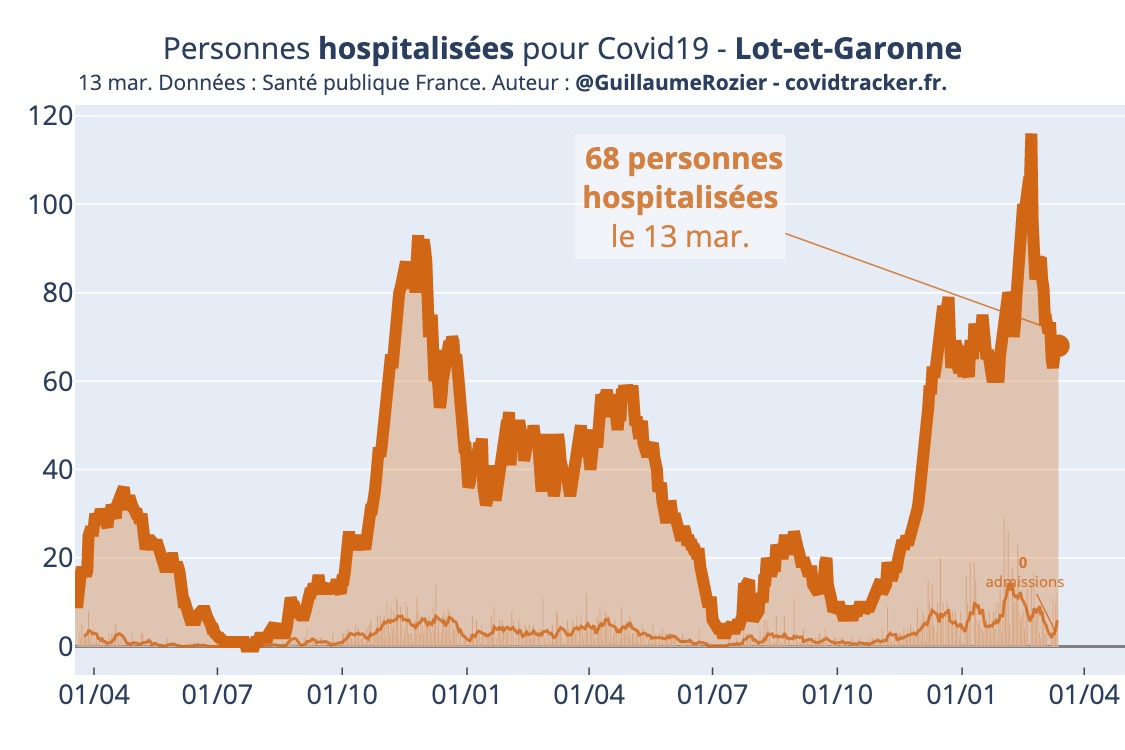 Personnes hospitalisées pour Covid19 - Lot-et-Garonne
13 mar. Données : Santé publique France. Auteur : @GuillaumeRozier - covidtracker.fr.
120
100
80
60
40
20
0
68 personnes
hospitalisées
le 13 mar.
0
admissions
01/04 01/07 01/10 01/01 01/04 01/07 01/10 01/01 01/04